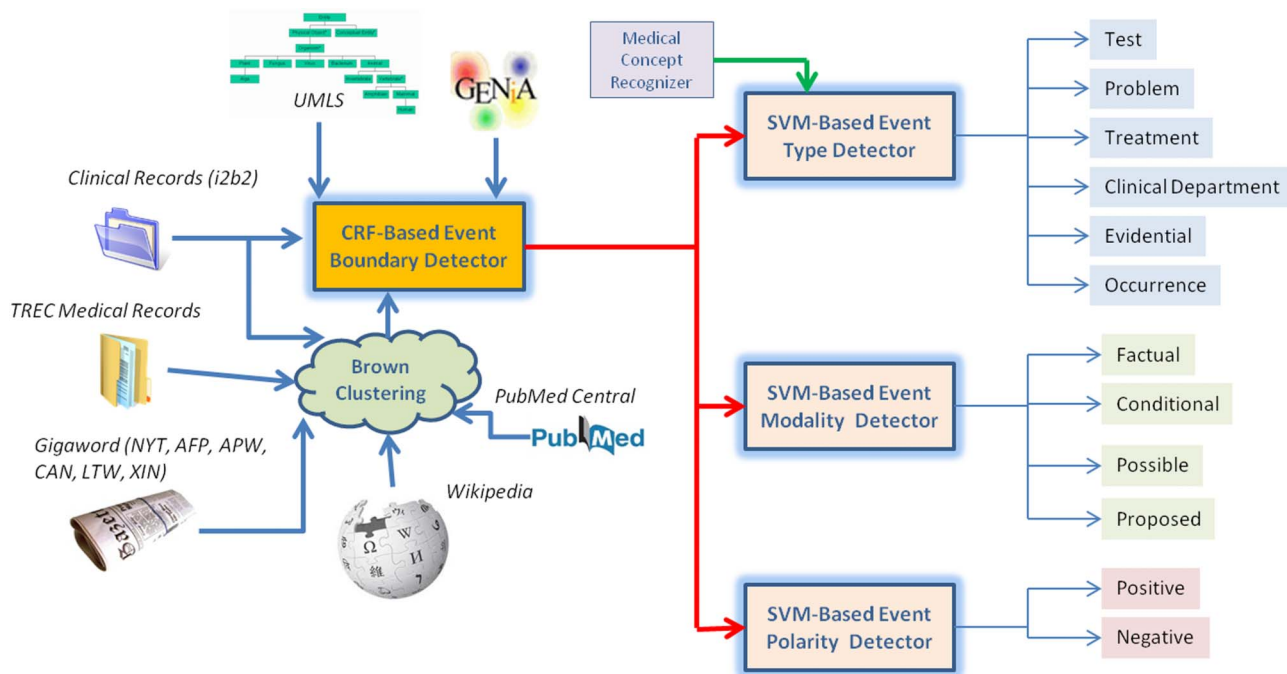 UMLS
GENiA
Clinical Records (i2b2)
CRF-Based Event
Boundary Detector
TREC Medical Records
Brown
Clustering
PubMed Central
PubMed
Gigaword (NYT, AFP, APW,
CAN, LTW, XIN)
Wikipedia
Medical
Concept
Recognizer
SVM-Based Event
Type Detector
Test
Problem
Treatment
Clinical Department
Evidential
Occurrence
SVM-Based Event
Modality Detector
Factual
Conditional
Possible
Proposed
SVM-Based Event
Polarity Detector
Positive
Negative